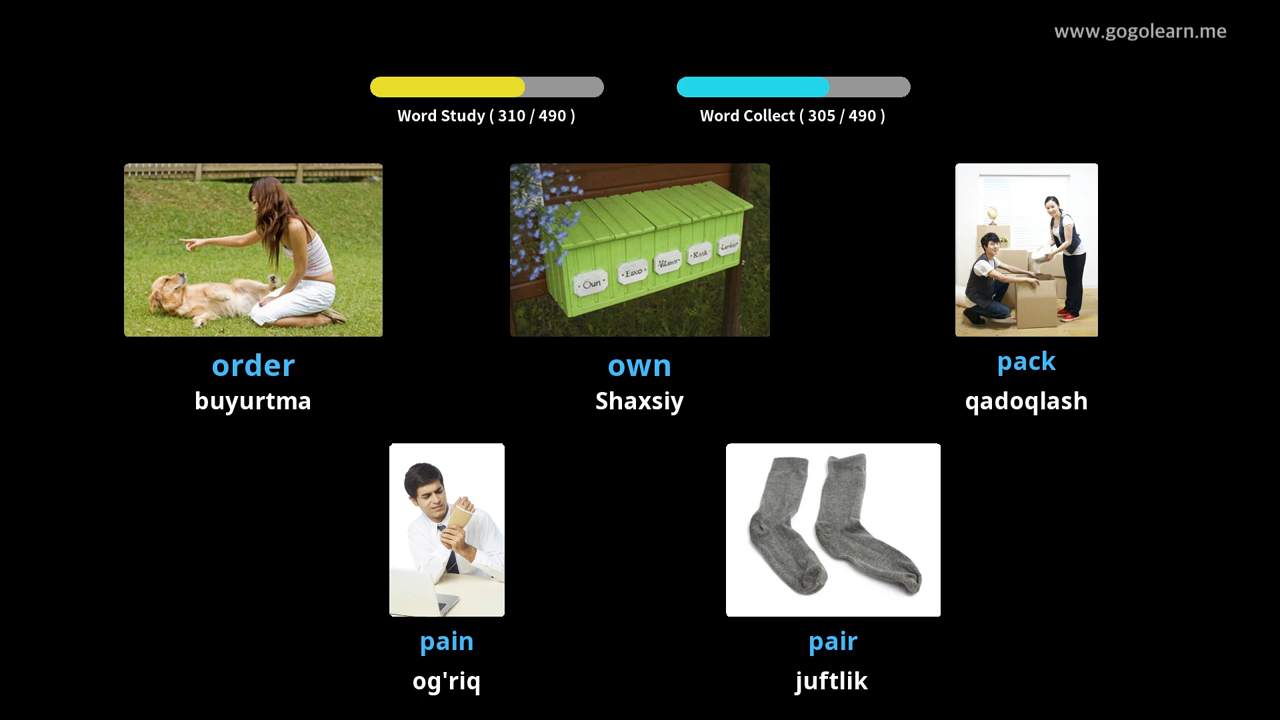 www.gogolearn.me
Word Study ( 310 / 490 )
Word Collect ( 305 / 490 )
Oun
order
own
pack
buyurtma
Shaxsiy
qadoqlash
pain
pair
og'riq
juftlik